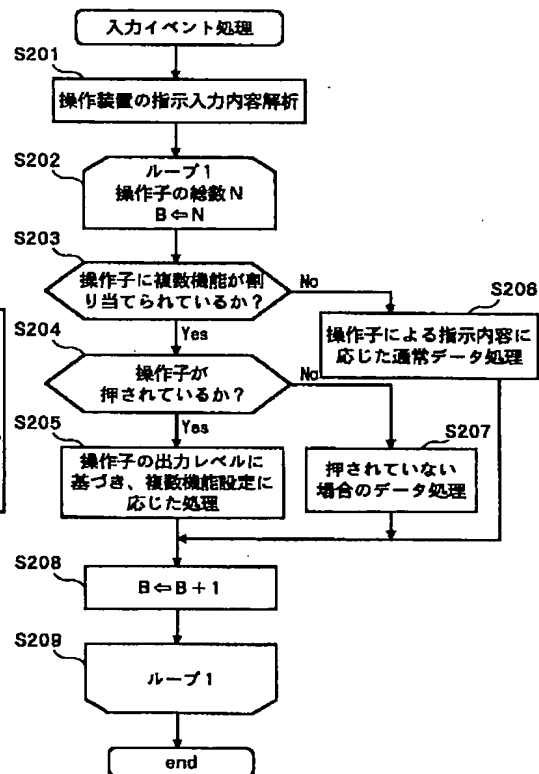 入力イベント処理
S201
操作装置の指示入力内容解析
S202
ループ1
操作子の総数N
B⇐N
S203
操作子に複数機能が割
り当てられているか?
No
Yes
S206
操作子による指示内容に
応じた通常データ処理
S204
操作子が
押されているか?
No
Yes
S205
操作子の出力レベルに
基づき、複数機能設定に
応じた処理
S207
押されていない
場合のデータ処理
S208
B⇐B+1
S209
ループ1
end